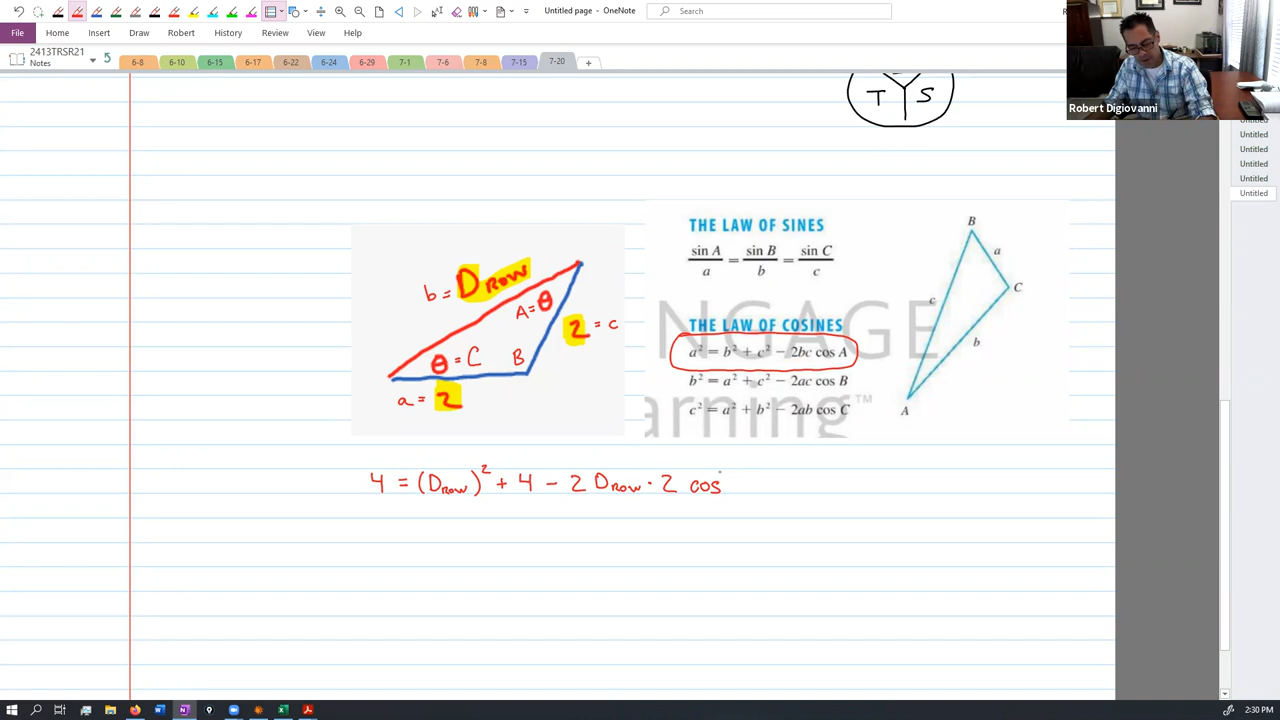 Untitled page - OneNote
Search
File
Home
Insert
Draw
Robert
History
Review
View
Help
2413TRSR21
Notes
6-8
6-10
6-15
6-17
6-22
6-24
6-29
7-1
7-6
7-8
7-15
7-20
Robert Digiovanni
Untitled
Untitled
Untitled
Untitled
Untitled
Untitled
T S
b = DROW
A = θ
2 = c
θ = C B
a = 2
THE LAW OF SINES
sin A / a = sin B / b = sin C / c
THE LAW OF COSINES
a² = b² + c² − 2bc cos A
b² = a² + c² − 2ac cos B
c² = a² + b² − 2ab cos C
ENGAGE
earning™
B
a
C
c
b
A
4 = (DROW)² + 4 − 2 DROW · 2 cos
2:30 PM